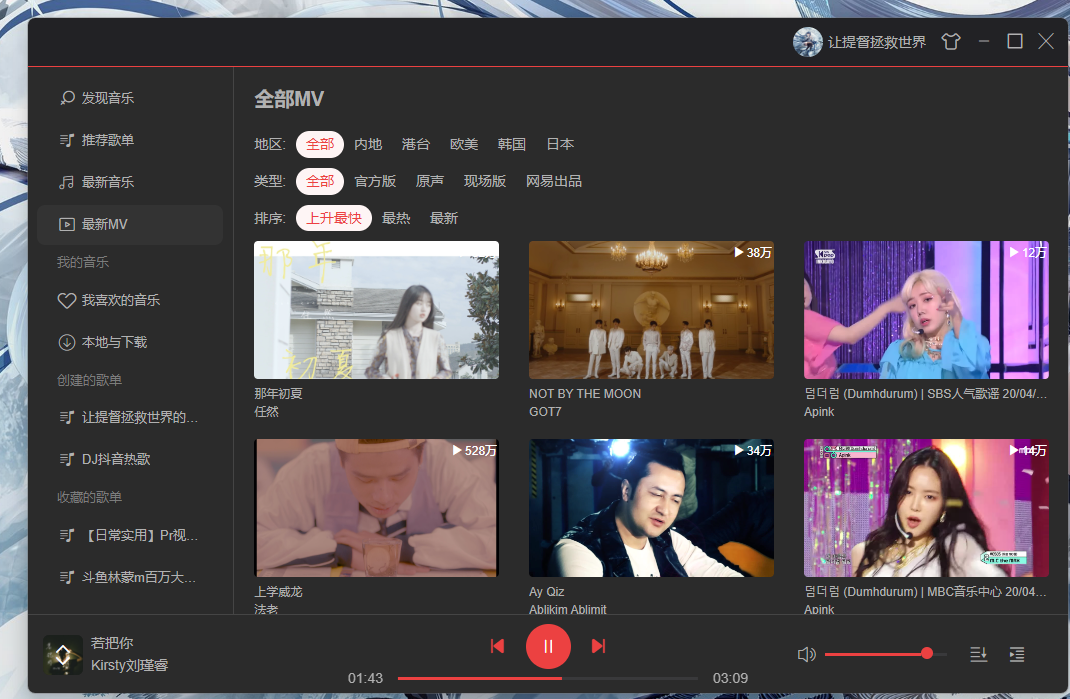 让提督拯救世界
发现音乐
推荐歌单
最新音乐
最新MV
我的音乐
我喜欢的音乐
本地与下载
创建的歌单
让提督拯救世界的...
DJ抖音热歌
收藏的歌单
【日常实用】Pr视...
斗鱼林蒙m百万大...
全部MV
地区: 全部 内地 港台 欧美 韩国 日本
类型: 全部 官方版 原声 现场版 网易出品
排序: 上升最快 最热 最新
那年
初夏
38万
12万
那年初夏
任然
NOT BY THE MOON
GOT7
덤더럼 (Dumhdurum) | SBS人气歌谣 20/04/...
Apink
528万
34万
14万
上学威龙
法老
Ay Qiz
Ablikim Ablimit
덤더럼 (Dumhdurum) | MBC音乐中心 20/04...
Apink
若把你
Kirsty刘瑾睿
01:43
03:09